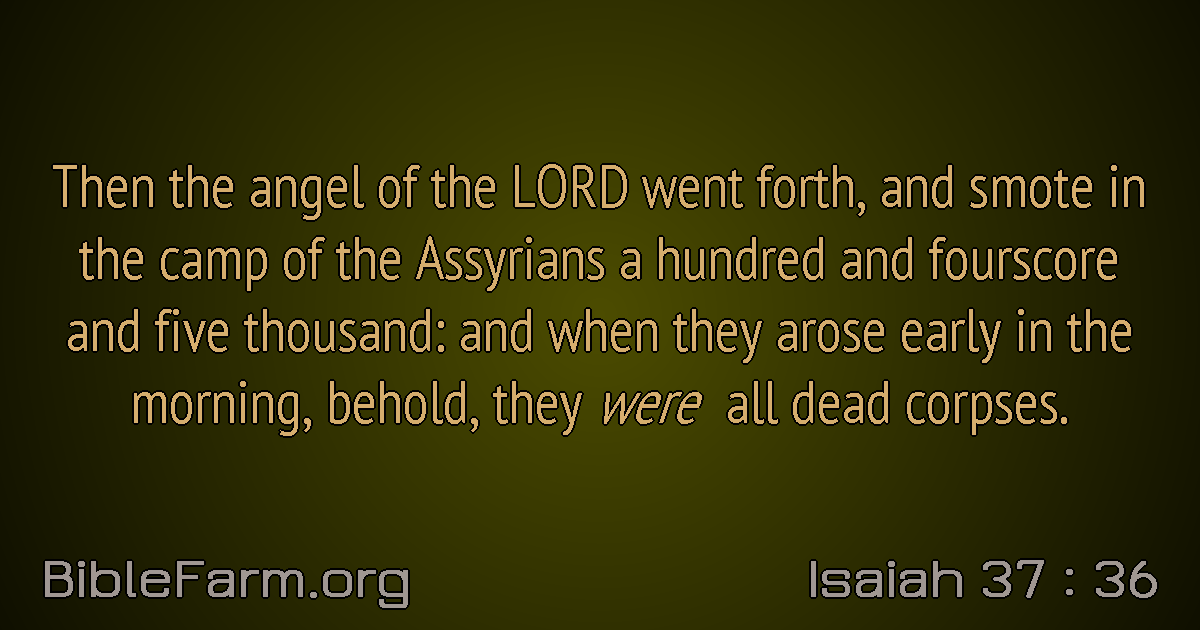 Then the angel of the LORD went forth, and smote in
the camp of the Assyrians a hundred and fourscore
and five thousand: and when they arose early in the
morning, behold, they were all dead corpses.
BibleFarm.org
Isaiah 37 : 36